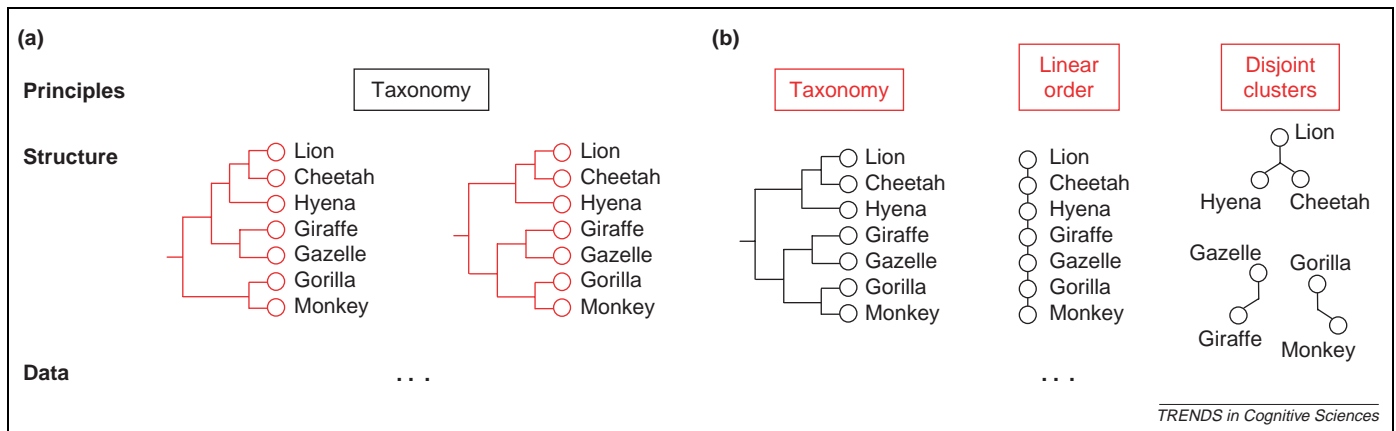 (a)
Principles
Taxonomy
Structure
Lion
Cheetah
Hyena
Giraffe
Gazelle
Gorilla
Monkey
Lion
Cheetah
Hyena
Giraffe
Gazelle
Gorilla
Monkey
Data
...
(b)
Taxonomy
Linear
order
Disjoint
clusters
Lion
Cheetah
Hyena
Giraffe
Gazelle
Gorilla
Monkey
Lion
Cheetah
Hyena
Giraffe
Gazelle
Gorilla
Monkey
Lion
Hyena
Cheetah
Gazelle
Gorilla
Giraffe
Monkey
...
TRENDS in Cognitive Sciences